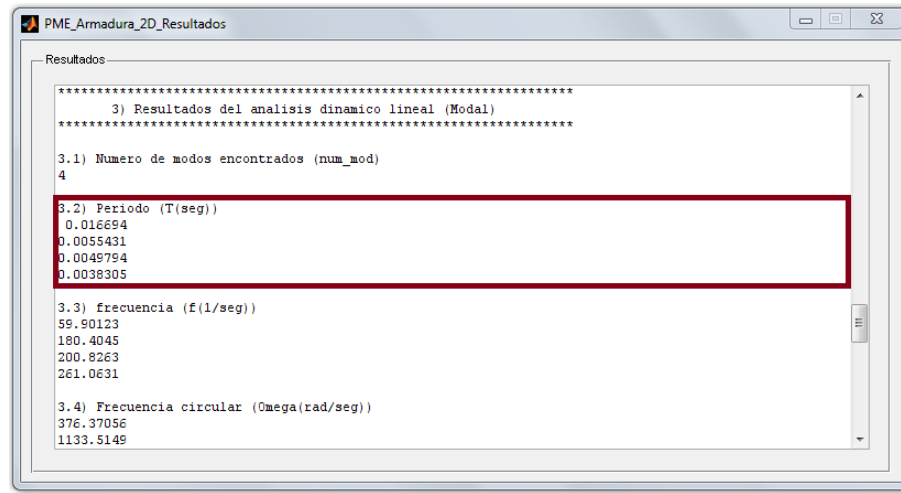 PME_Armadura_2D_Resultados
Resultados
*******************************************************************
3) Resultados del analisis dinamico lineal (Modal)
*******************************************************************
3.1) Numero de modos encontrados (num_mod)
4
3.2) Periodo (T(seg))
0.016694
0.0055431
0.0049794
0.0038305
3.3) frecuencia (f(1/seg))
59.90123
180.4045
200.8263
261.0631
3.4) Frecuencia circular (Omega(rad/seg))
376.37056
1133.5149